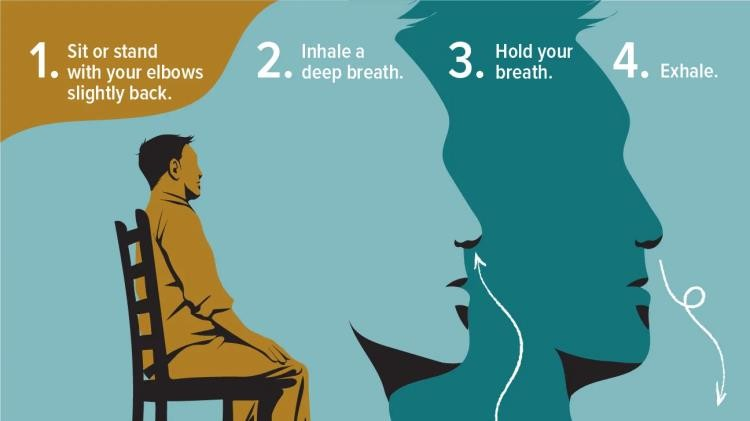 1. Sit or stand
with your elbows
slightly back.
2. Inhale a
deep breath.
3. Hold your
breath.
4. Exhale.